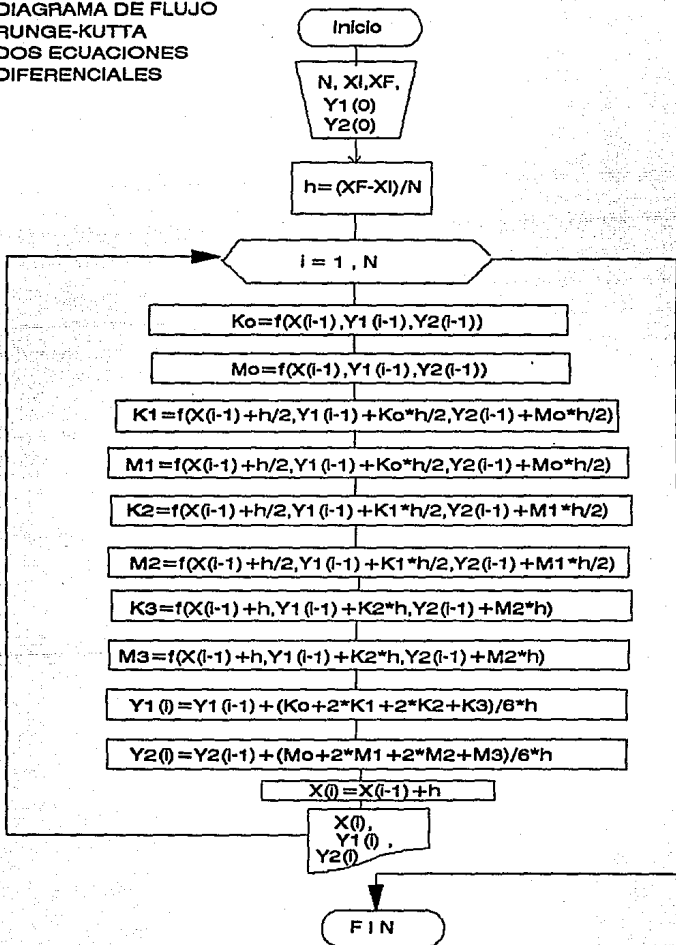 DIAGRAMA DE FLUJO
RUNGE-KUTTA
DOS ECUACIONES
DIFERENCIALES
Inicio
N, XI,XF,
Y1(0)
Y2(0)
h=(XF-XI)/N
i = 1 , N
Ko=f(X(i-1),Y1(i-1),Y2(i-1))
Mo=f(X(i-1),Y1(i-1),Y2(i-1))
K1=f(X(i-1)+h/2,Y1(i-1)+Ko*h/2,Y2(i-1)+Mo*h/2)
M1=f(X(i-1)+h/2,Y1(i-1)+Ko*h/2,Y2(i-1)+Mo*h/2)
K2=f(X(i-1)+h/2,Y1(i-1)+K1*h/2,Y2(i-1)+M1*h/2)
M2=f(X(i-1)+h/2,Y1(i-1)+K1*h/2,Y2(i-1)+M1*h/2)
K3=f(X(i-1)+h,Y1(i-1)+K2*h,Y2(i-1)+M2*h)
M3=f(X(i-1)+h,Y1(i-1)+K2*h,Y2(i-1)+M2*h)
Y1(i)=Y1(i-1)+(Ko+2*K1+2*K2+K3)/6*h
Y2(i)=Y2(i-1)+(Mo+2*M1+2*M2+M3)/6*h
X(i)=X(i-1)+h
X(i),
Y1(i) ,
Y2(i)
FIN